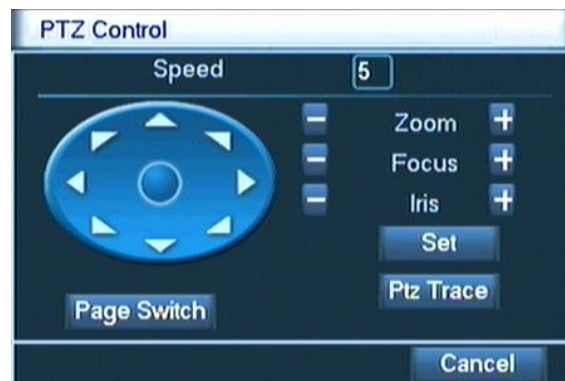 PTZ Control
Speed 5
- Zoom +
- Focus +
- Iris +
Set
Ptz Trace
Page Switch
Cancel